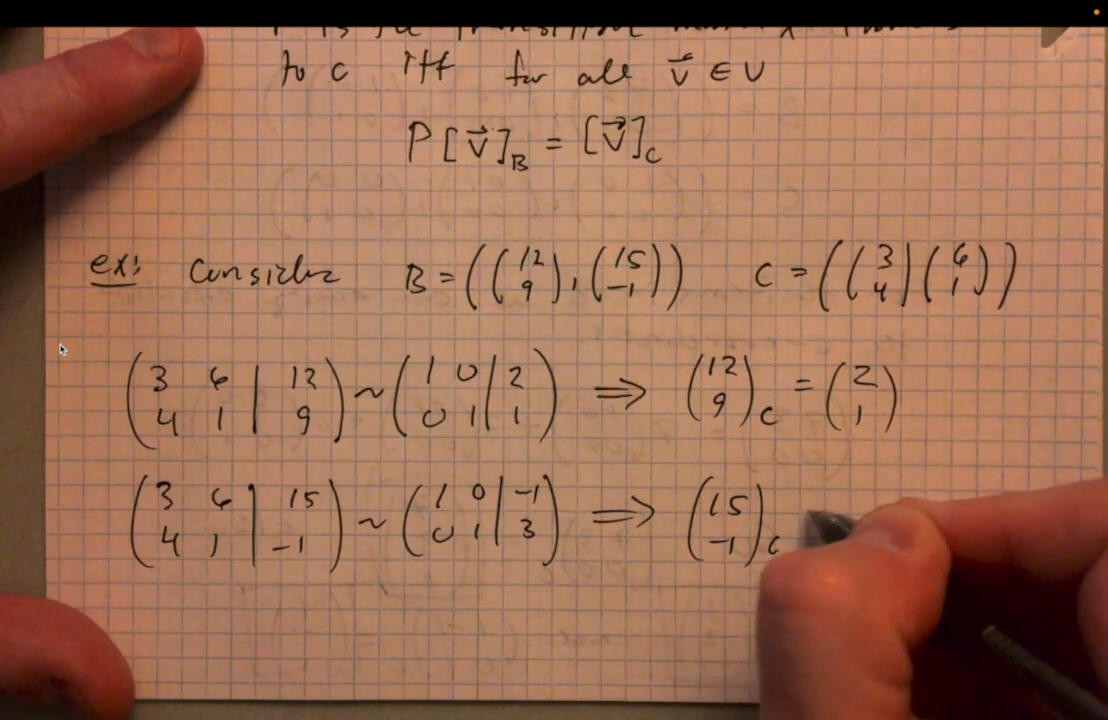 to C iff for all v⃗ ∈ V
P[v⃗]_B = [v⃗]_C
ex: Consider B = ((12 9), (15 -1)) C = ((3 4)(6 1))
(3 6 | 12 ; 4 1 | 9) ~ (1 0 | 2 ; 0 1 | 1) ⟹ (12 9)_C = (2 1)
(3 6 | 15 ; 4 1 | -1) ~ (1 0 | -1 ; 0 1 | 3) ⟹ (15 -1)_C